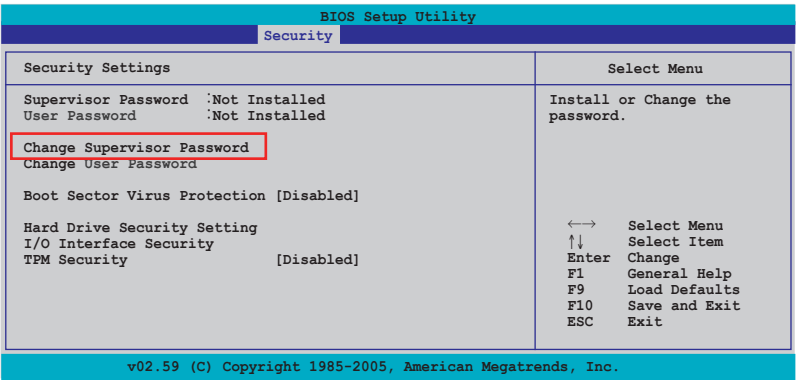 BIOS Setup Utility
Security
Security Settings
Supervisor Password :Not Installed
User Password :Not Installed
Change Supervisor Password
Change User Password
Boot Sector Virus Protection [Disabled]
Hard Drive Security Setting
I/O Interface Security
TPM Security [Disabled]
Select Menu
Install or Change the
password.
←→ Select Menu
↑↓ Select Item
Enter Change
F1 General Help
F9 Load Defaults
F10 Save and Exit
ESC Exit
v02.59 (C) Copyright 1985-2005, American Megatrends, Inc.